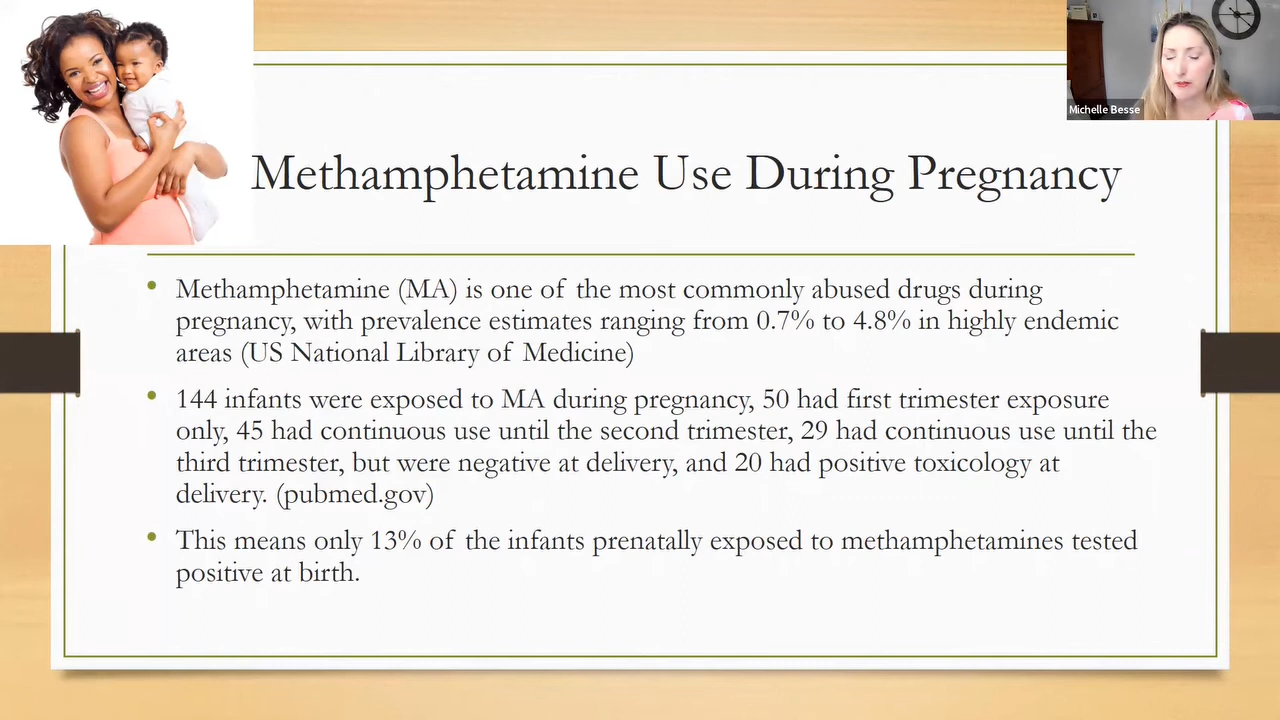 Michelle Besse
Methamphetamine Use During Pregnancy
• Methamphetamine (MA) is one of the most commonly abused drugs during
pregnancy, with prevalence estimates ranging from 0.7% to 4.8% in highly endemic
areas (US National Library of Medicine)
• 144 infants were exposed to MA during pregnancy, 50 had first trimester exposure
only, 45 had continuous use until the second trimester, 29 had continuous use until the
third trimester, but were negative at delivery, and 20 had positive toxicology at
delivery. (pubmed.gov)
• This means only 13% of the infants prenatally exposed to methamphetamines tested
positive at birth.